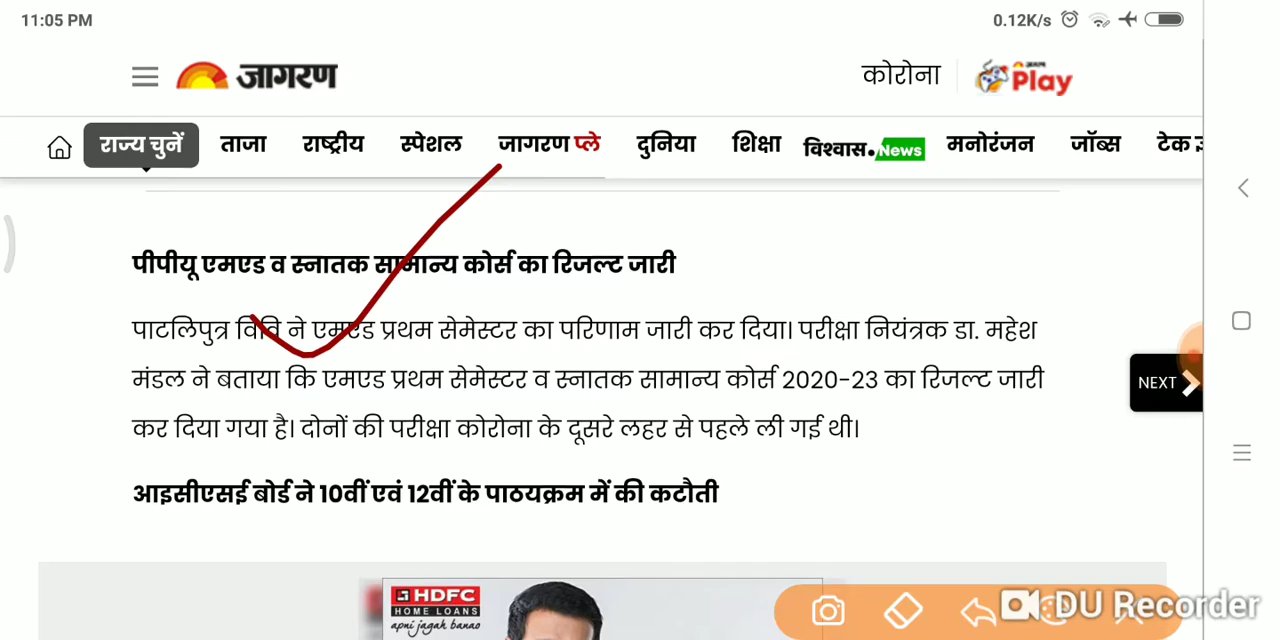 11:05 PM 0.12K/s
जागरण कोरोना Play
राज्य चुनें ताजा राष्ट्रीय स्पेशल जागरण प्ले दुनिया शिक्षा विश्वास.News मनोरंजन जॉब्स टेक
पीपीयू एमएड व स्नातक सामान्य कोर्स का रिजल्ट जारी
पाटलिपुत्र विवि ने एमएड प्रथम सेमेस्टर का परिणाम जारी कर दिया। परीक्षा नियंत्रक डा. महेश
मंडल ने बताया कि एमएड प्रथम सेमेस्टर व स्नातक सामान्य कोर्स 2020-23 का रिजल्ट जारी
NEXT
कर दिया गया है। दोनों की परीक्षा कोरोना के दूसरे लहर से पहले ली गई थी।
आइसीएसई बोर्ड ने 10वीं एवं 12वीं के पाठयक्रम में की कटौती
HDFC
HOME LOANS
apni jagah banao
DU Recorder